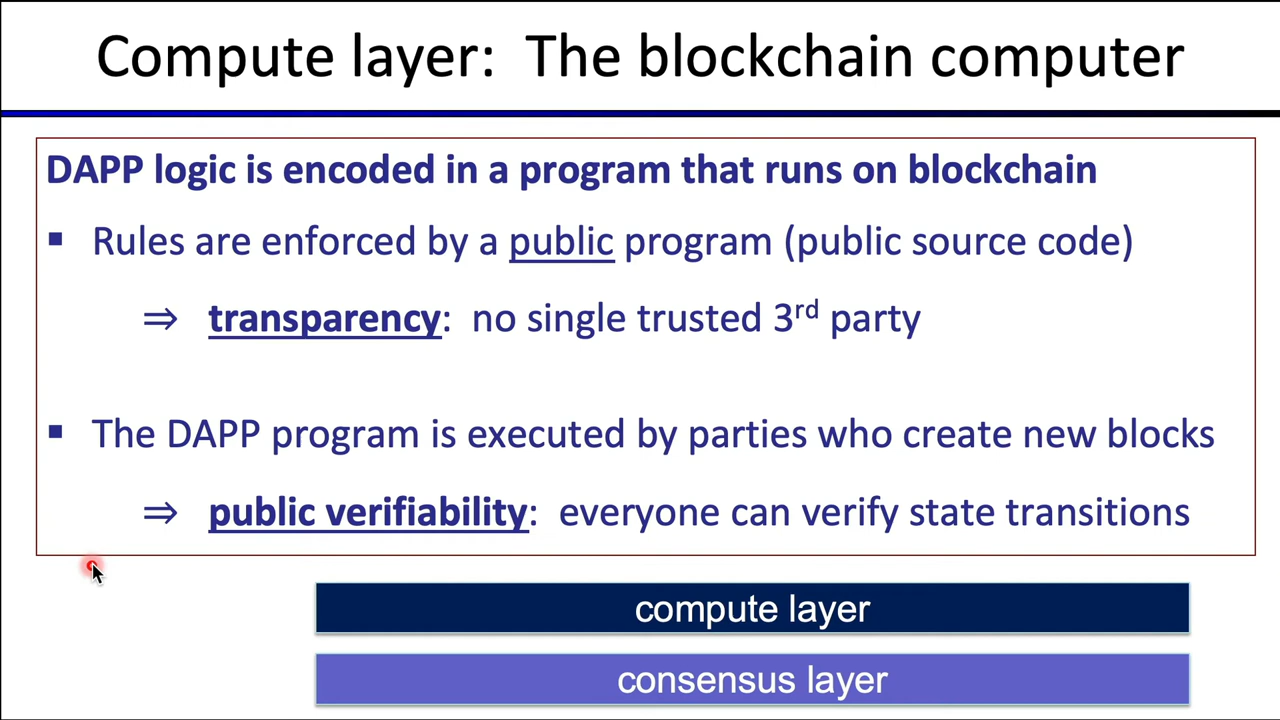 Compute layer: The blockchain computer
DAPP logic is encoded in a program that runs on blockchain
▪ Rules are enforced by a public program (public source code)
⇒ transparency: no single trusted 3rd party
▪ The DAPP program is executed by parties who create new blocks
⇒ public verifiability: everyone can verify state transitions
compute layer
consensus layer